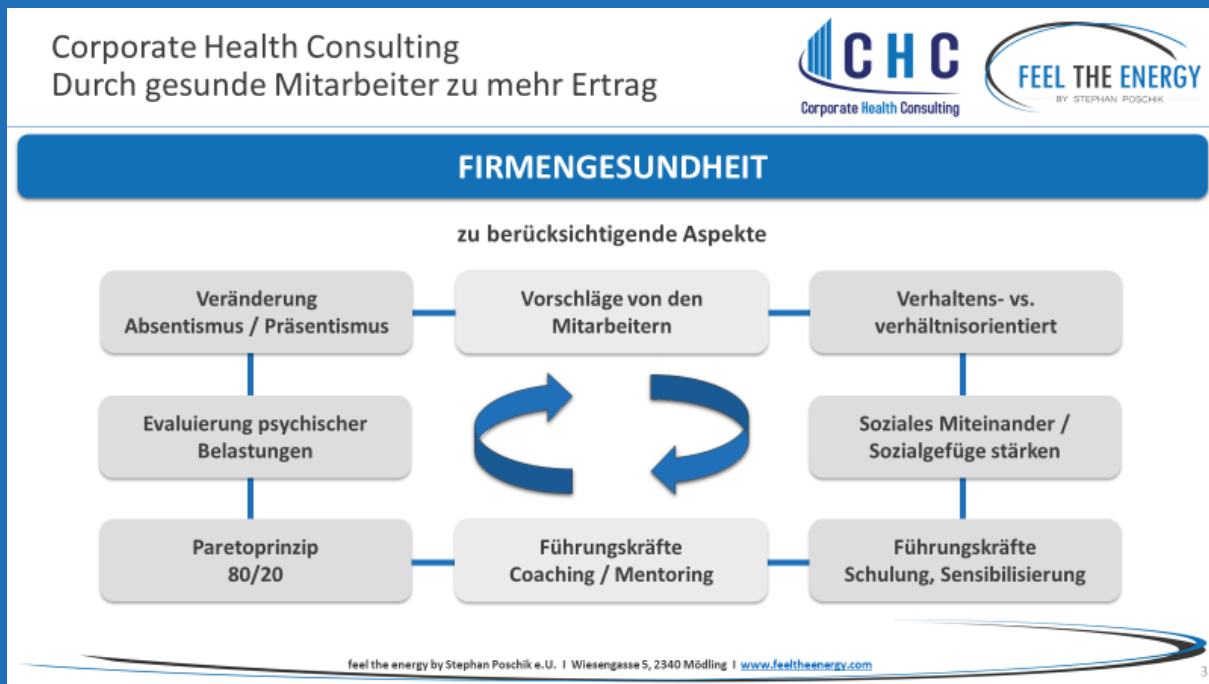 Corporate Health Consulting
Durch gesunde Mitarbeiter zu mehr Ertrag
CHC
Corporate Health Consulting
FEEL THE ENERGY
BY STEPHAN POSCHIK
FIRMENGESUNDHEIT
zu berücksichtigende Aspekte
Veränderung
Absentismus / Präsentismus
Vorschläge von den
Mitarbeitern
Verhaltens- vs.
verhältnisorientiert
Evaluierung psychischer
Belastungen
Soziales Miteinander /
Sozialgefüge stärken
Paretoprinzip
80/20
Führungskräfte
Coaching / Mentoring
Führungskräfte
Schulung, Sensibilisierung
feel the energy by Stephan Poschik e.U. I Wiesengasse 5, 2340 Mödling I www.feeltheenergy.com
3